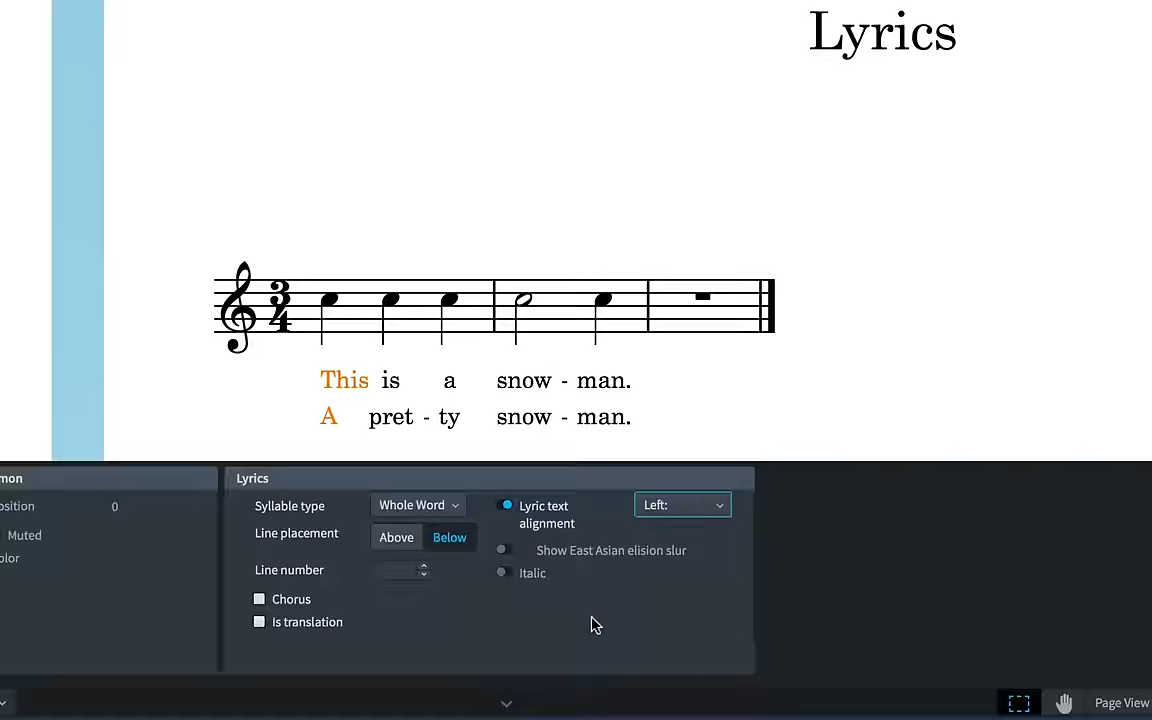 Lyrics
3
4
This is a snow - man.
A pret - ty snow - man.
mon
osition 0
Muted
olor
Lyrics
Syllable type Whole Word
Line placement Above Below
Line number
Chorus
Is translation
Lyric text
alignment
Left:
Show East Asian elision slur
Italic
Page View